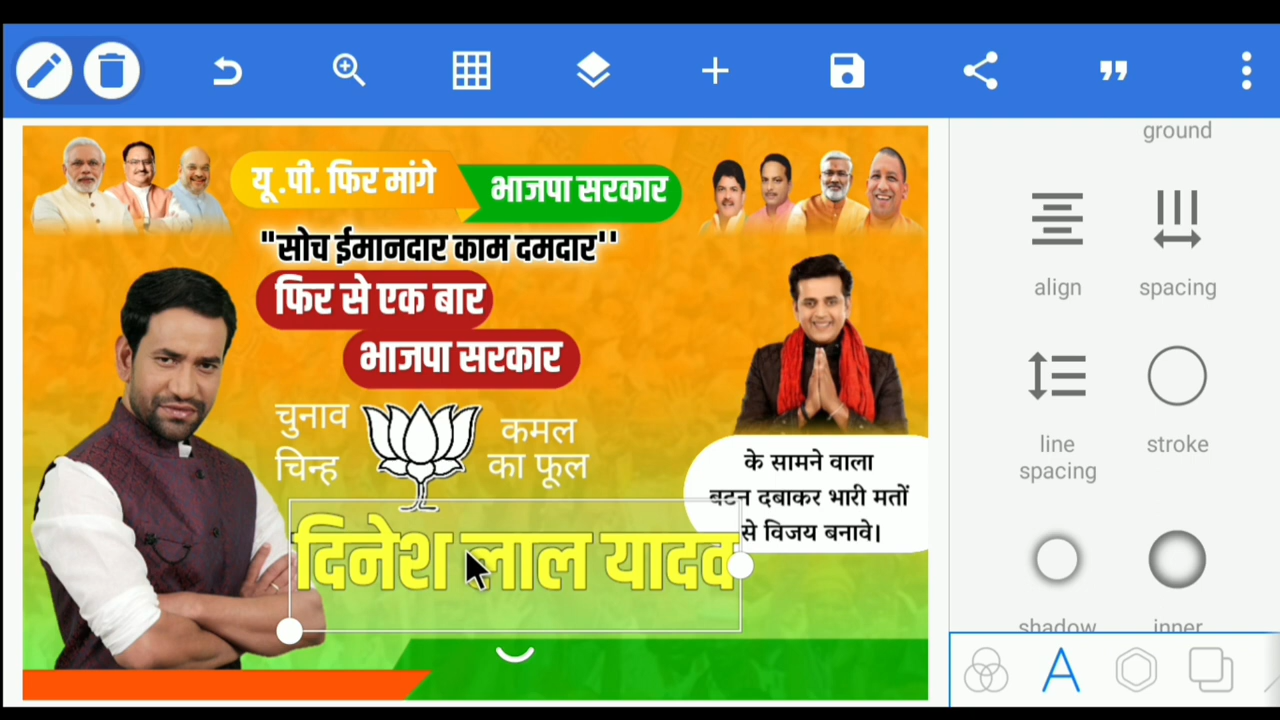 ground
यू .पी. फिर मांगे
भाजपा सरकार
"सोच ईमानदार काम दमदार''
फिर से एक बार
भाजपा सरकार
चुनाव
चिन्ह
कमल
का फूल
के सामने वाला
बटन दबाकर भारी मतों
से विजय बनावे।
दिनेश लाल यादव
align
spacing
line
spacing
stroke
shadow
inner